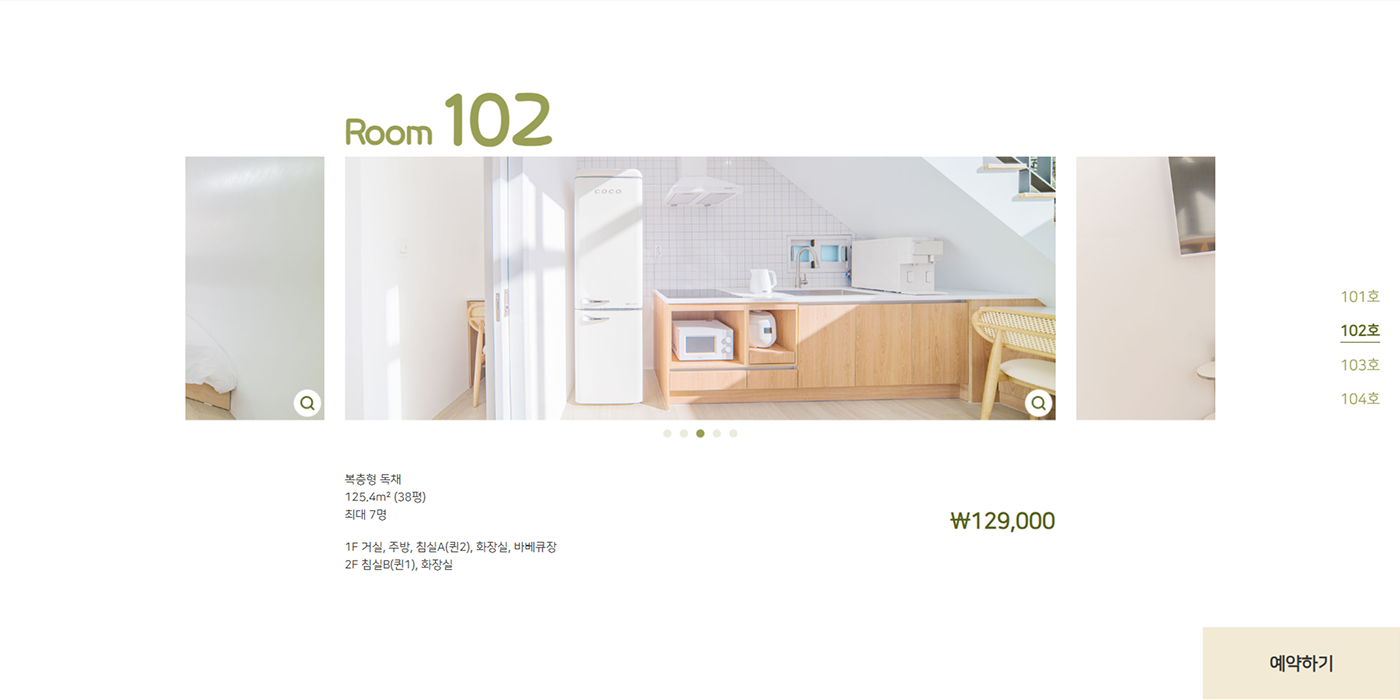 Room 102
COCO
101호
102호
103호
104호
복층형 독채
125.4m² (38평)
최대 7명
₩129,000
1F 거실, 주방, 침실A(퀸2), 화장실, 바베큐장
2F 침실B(퀸1), 화장실
예약하기